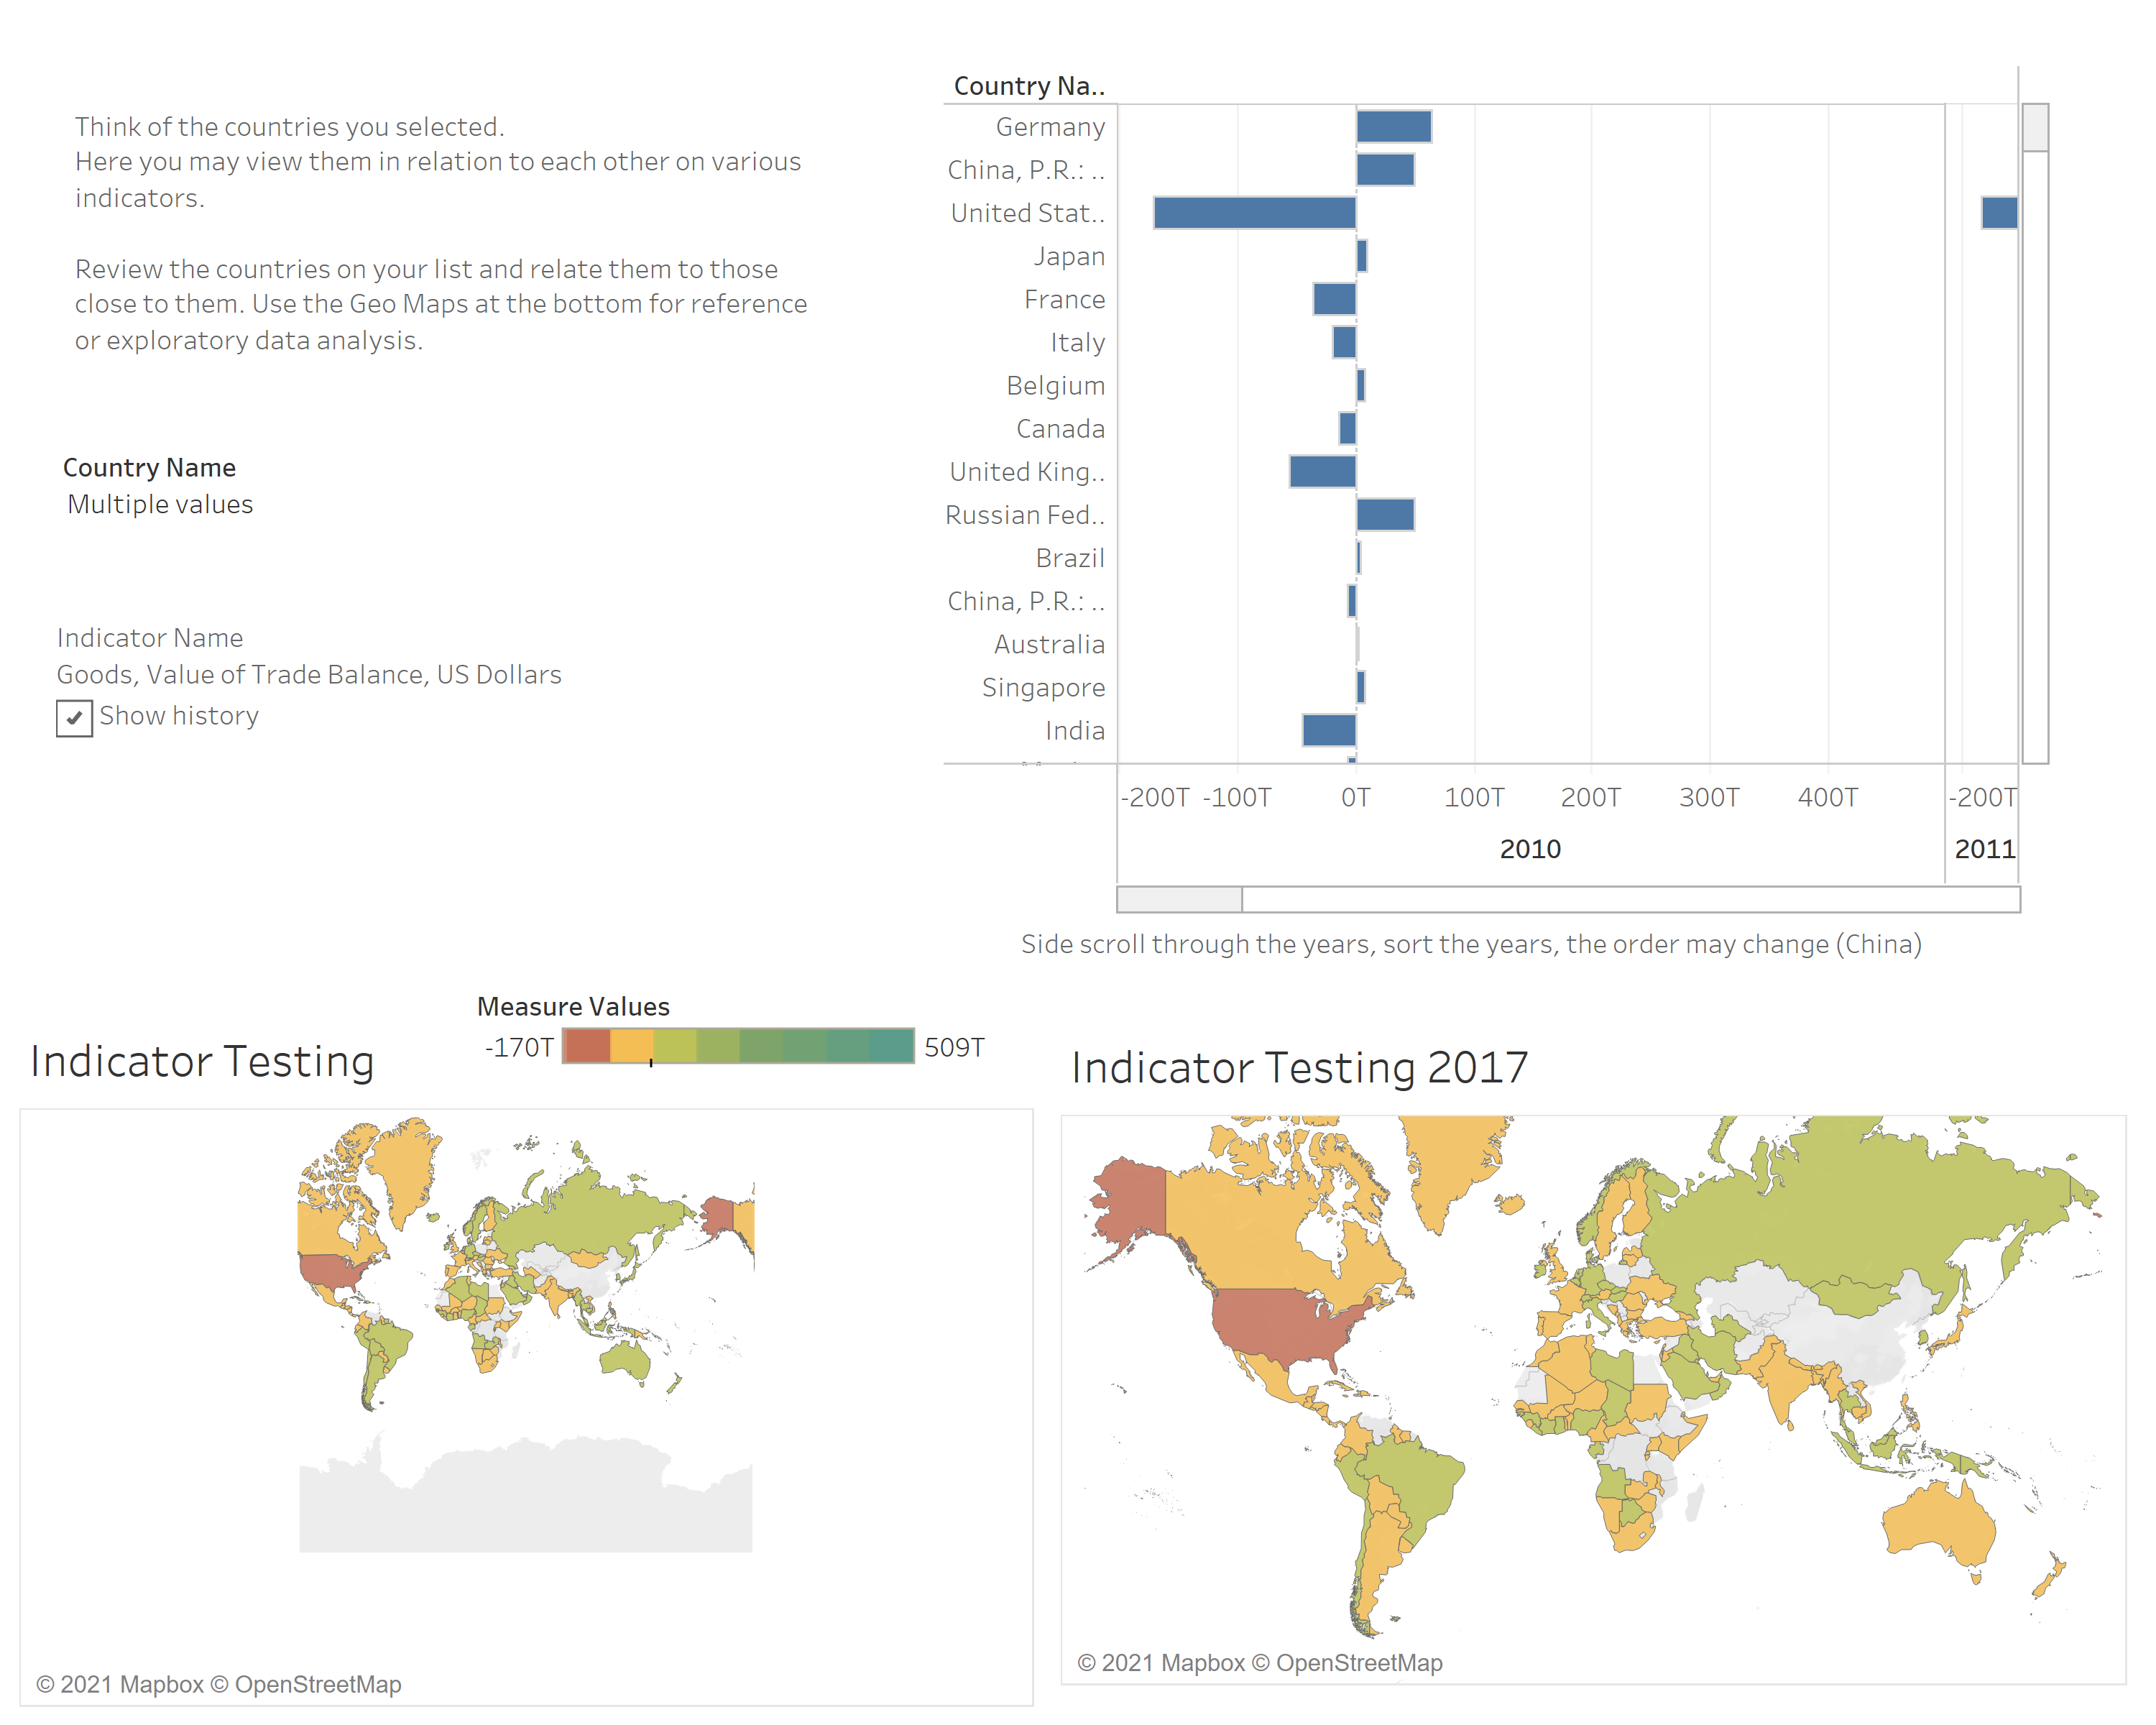 Think of the countries you selected.
Here you may view them in relation to each other on various
indicators.
Review the countries on your list and relate them to those
close to them. Use the Geo Maps at the bottom for reference
or exploratory data analysis.
Country Name
Multiple values
Indicator Name
Goods, Value of Trade Balance, US Dollars
Show history
Country Na..
Germany
China, P.R.: ..
United Stat..
Japan
France
Italy
Belgium
Canada
United King..
Russian Fed..
Brazil
China, P.R.: ..
Australia
Singapore
India
-200T -100T 0T 100T 200T 300T 400T -200T
2010 2011
Side scroll through the years, sort the years, the order may change (China)
Measure Values
-170T 509T
Indicator Testing
© 2021 Mapbox © OpenStreetMap
Indicator Testing 2017
© 2021 Mapbox © OpenStreetMap